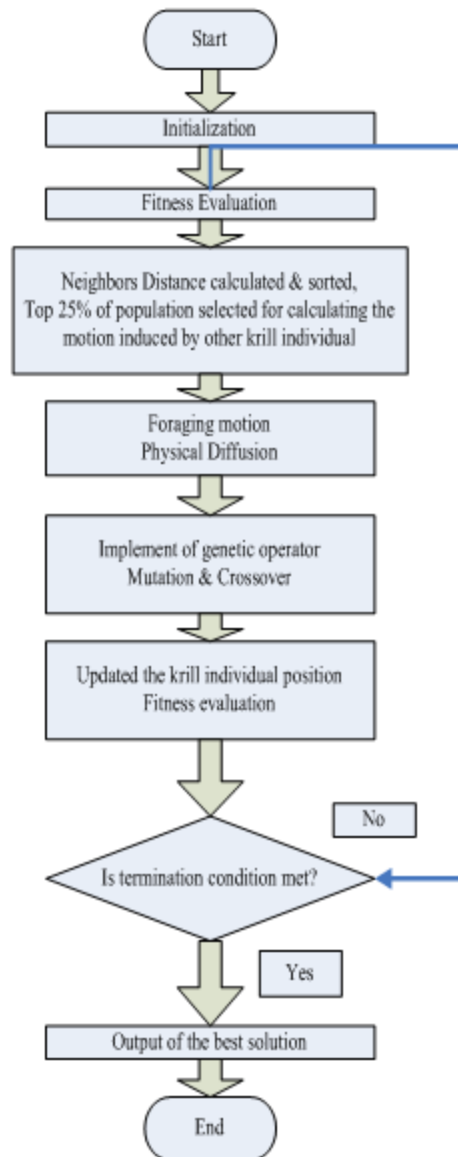 Start
Initialization
Fitness Evaluation
Neighbors Distance calculated & sorted,
Top 25% of population selected for calculating the
motion induced by other krill individual
Foraging motion
Physical Diffusion
Implement of genetic operator
Mutation & Crossover
Updated the krill individual position
Fitness evaluation
No
Is termination condition met?
Yes
Output of the best solution
End